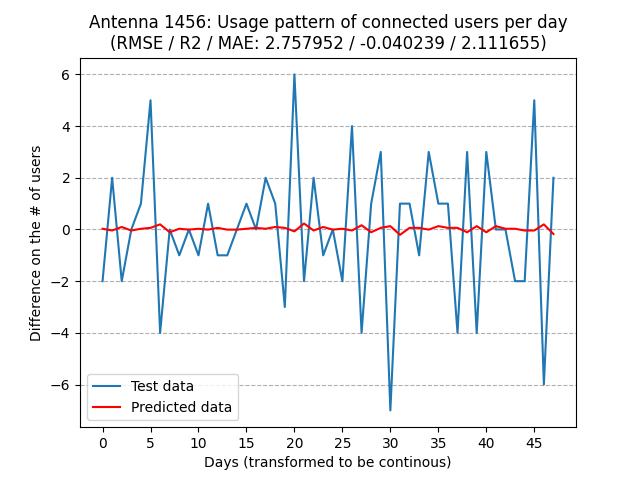 Antenna 1456: Usage pattern of connected users per day
(RMSE / R2 / MAE: 2.757952 / -0.040239 / 2.111655)
Difference on the # of users
6
4
2
0
−2
−4
−6
Test data
Predicted data
0 5 10 15 20 25 30 35 40 45
Days (transformed to be continous)